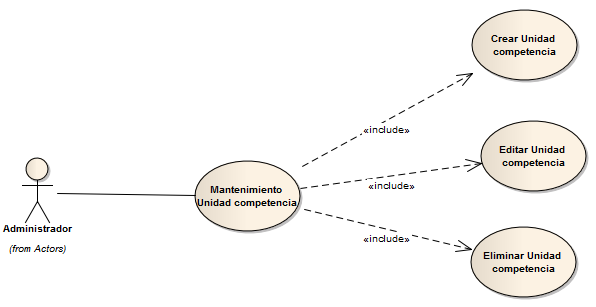 Crear Unidad
competencia
«include»
Editar Unidad
competencia
Mantenimiento
Unidad competencia
«include»
Administrador
(from Actors)
«include»
Eliminar Unidad
competencia